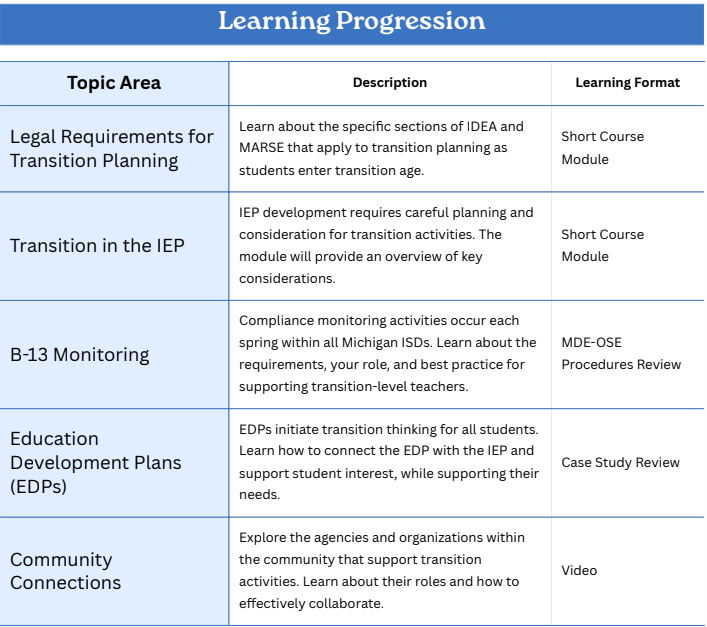 Learning Progression
Topic Area
Description
Learning Format
Legal Requirements for
Transition Planning
Learn about the specific sections of IDEA and
MARSE that apply to transition planning as
students enter transition age.
Short Course
Module
Transition in the IEP
IEP development requires careful planning and
consideration for transition activities. The
module will provide an overview of key
considerations.
Short Course
Module
B-13 Monitoring
Compliance monitoring activities occur each
spring within all Michigan ISDs. Learn about the
requirements, your role, and best practice for
supporting transition-level teachers.
MDE-OSE
Procedures Review
Education
Development Plans
(EDPs)
EDPs initiate transition thinking for all students.
Learn how to connect the EDP with the IEP and
support student interest, while supporting their
needs.
Case Study Review
Community
Connections
Explore the agencies and organizations within
the community that support transition
activities. Learn about their roles and how to
effectively collaborate.
Video